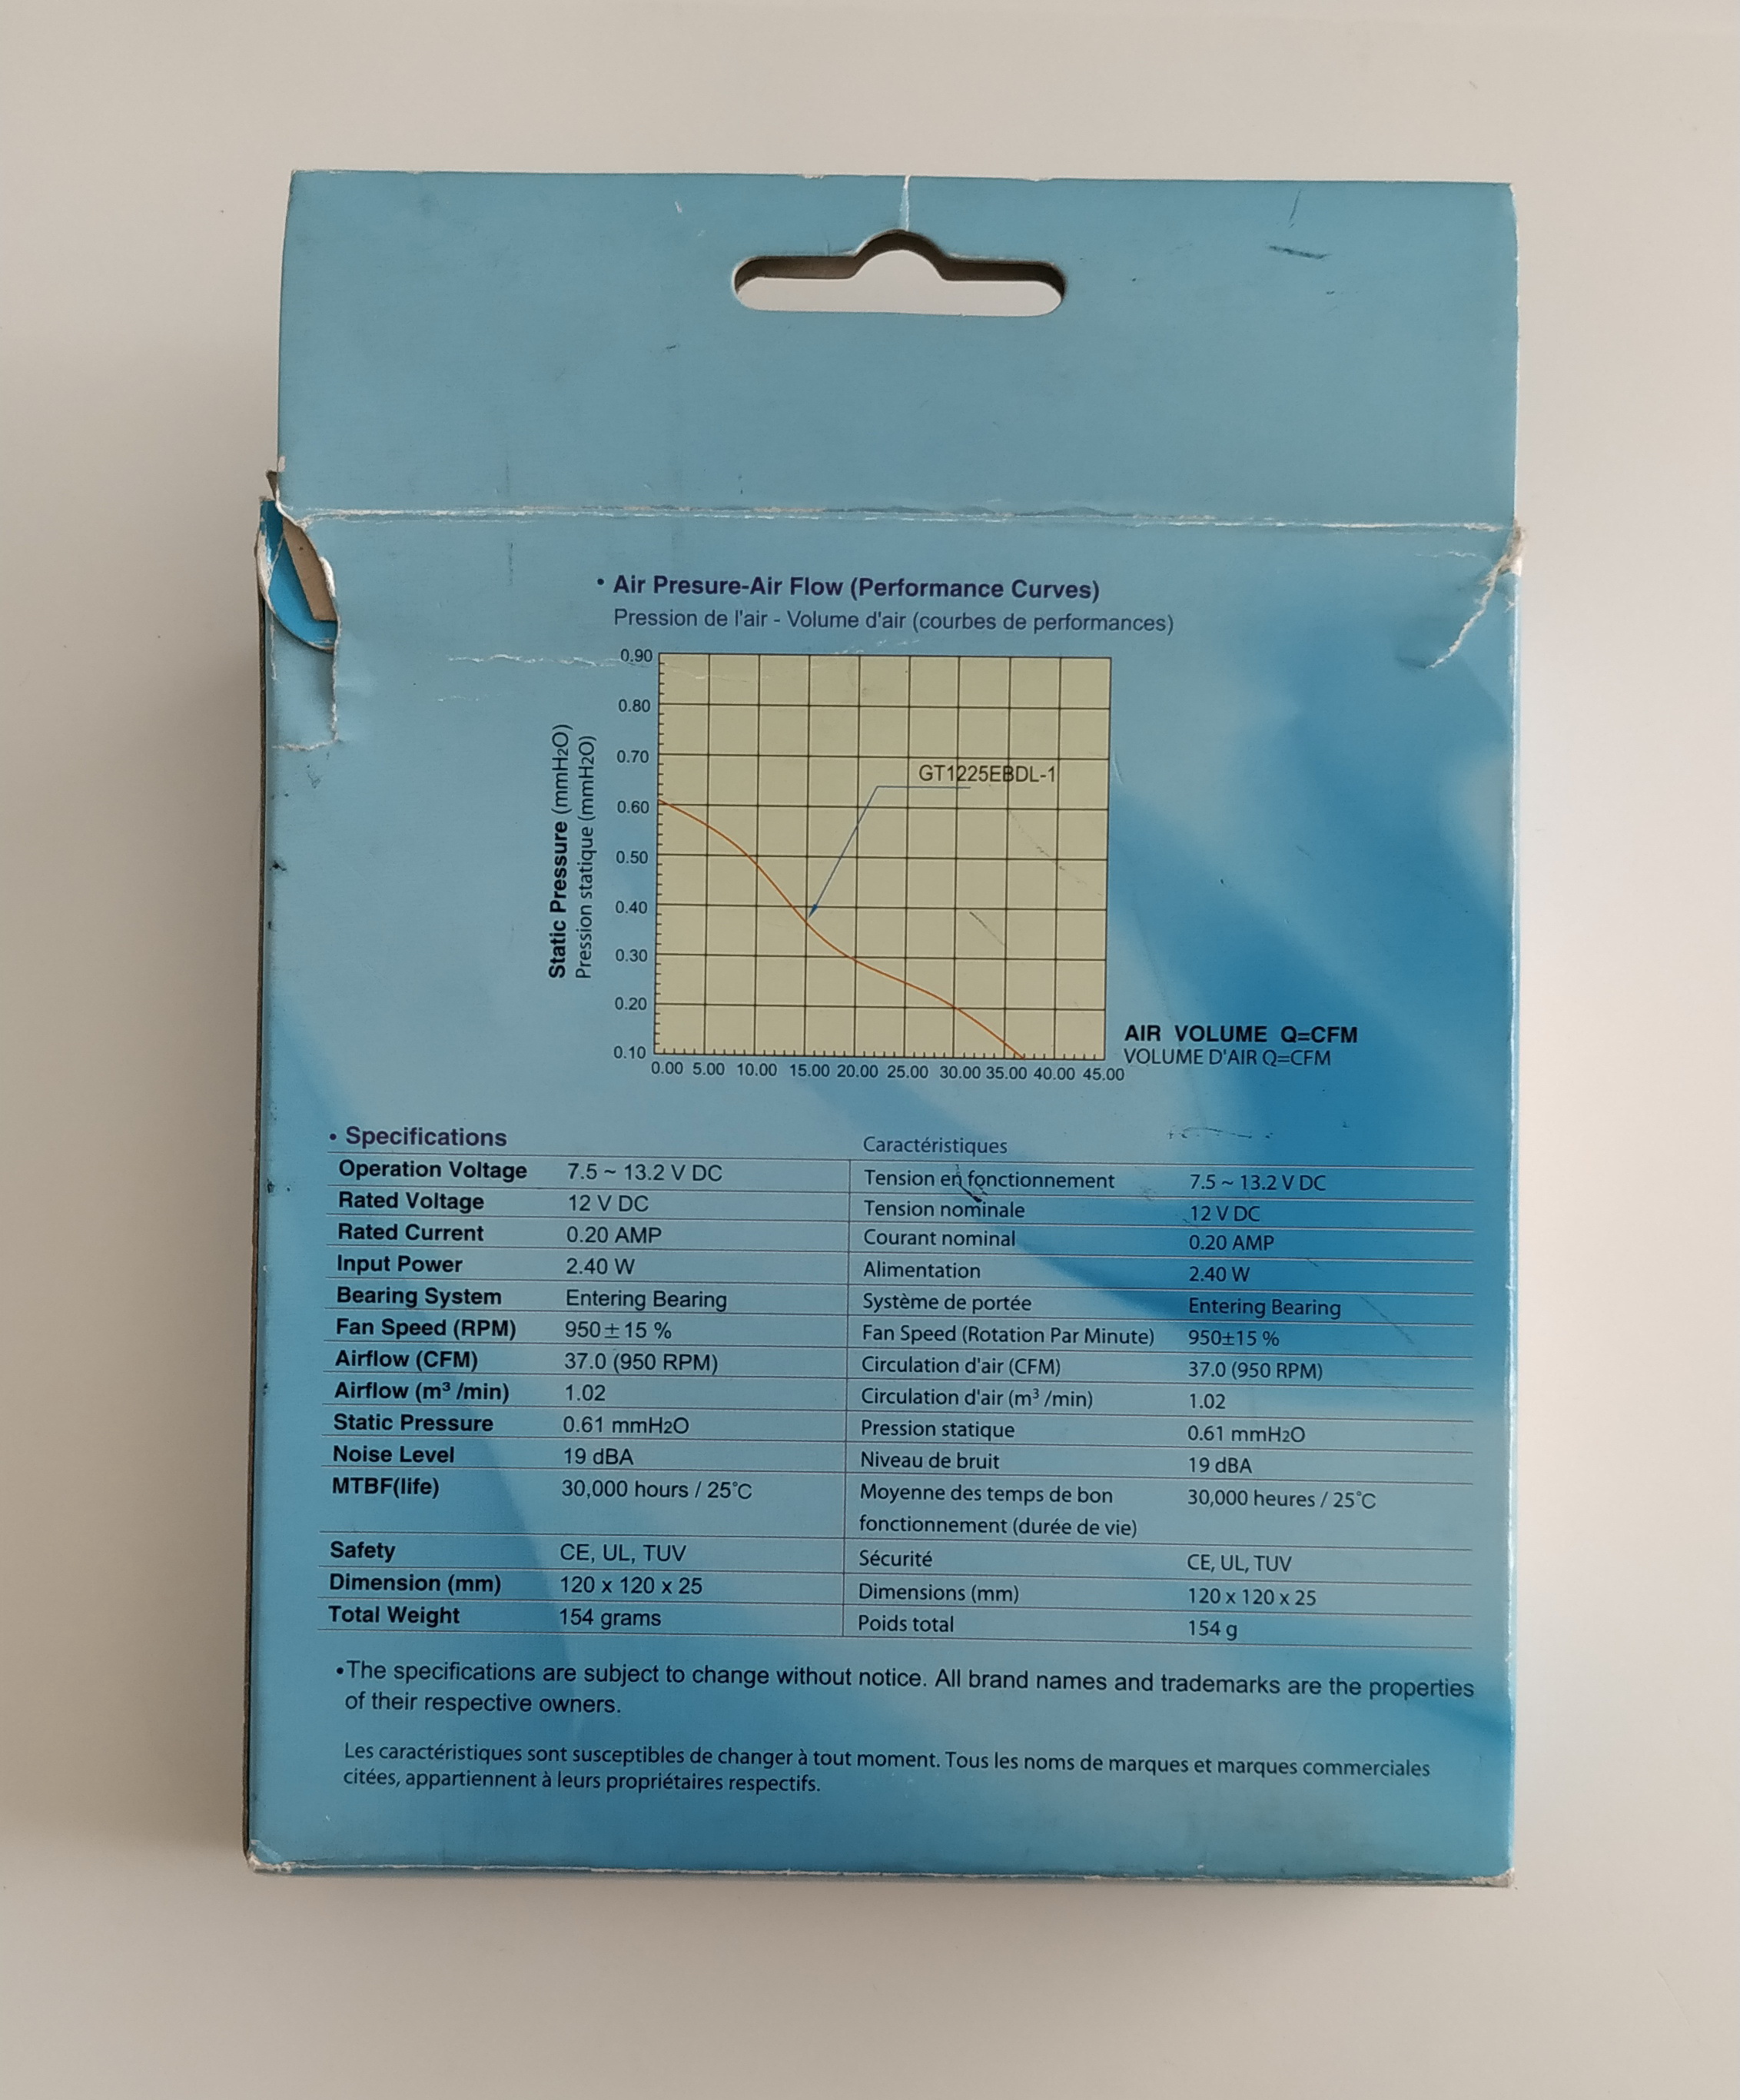 • Air Presure-Air Flow (Performance Curves)
Pression de l'air - Volume d'air (courbes de performances)
Static Pressure (mmH2O)
Pression statique (mmH2O)
0.90
0.80
0.70
0.60
0.50
0.40
0.30
0.20
0.10
GT1225EBDL-1
0.00 5.00 10.00 15.00 20.00 25.00 30.00 35.00 40.00 45.00
AIR VOLUME Q=CFM
VOLUME D'AIR Q=CFM
• Specifications
Operation Voltage 7.5 ~ 13.2 V DC
Rated Voltage 12 V DC
Rated Current 0.20 AMP
Input Power 2.40 W
Bearing System Entering Bearing
Fan Speed (RPM) 950±15 %
Airflow (CFM) 37.0 (950 RPM)
Airflow (m³ /min) 1.02
Static Pressure 0.61 mmH2O
Noise Level 19 dBA
MTBF(life) 30,000 hours / 25°C
Safety CE, UL, TUV
Dimension (mm) 120 x 120 x 25
Total Weight 154 grams
Caractéristiques
Tension en fonctionnement 7.5 ~ 13.2 V DC
Tension nominale 12 V DC
Courant nominal 0.20 AMP
Alimentation 2.40 W
Système de portée Entering Bearing
Fan Speed (Rotation Par Minute) 950±15 %
Circulation d'air (CFM) 37.0 (950 RPM)
Circulation d'air (m³ /min) 1.02
Pression statique 0.61 mmH2O
Niveau de bruit 19 dBA
Moyenne des temps de bon 30,000 heures / 25°C
fonctionnement (durée de vie)
Sécurité CE, UL, TUV
Dimensions (mm) 120 x 120 x 25
Poids total 154 g
•The specifications are subject to change without notice. All brand names and trademarks are the properties
of their respective owners.
Les caractéristiques sont susceptibles de changer à tout moment. Tous les noms de marques et marques commerciales
citées, appartiennent à leurs propriétaires respectifs.